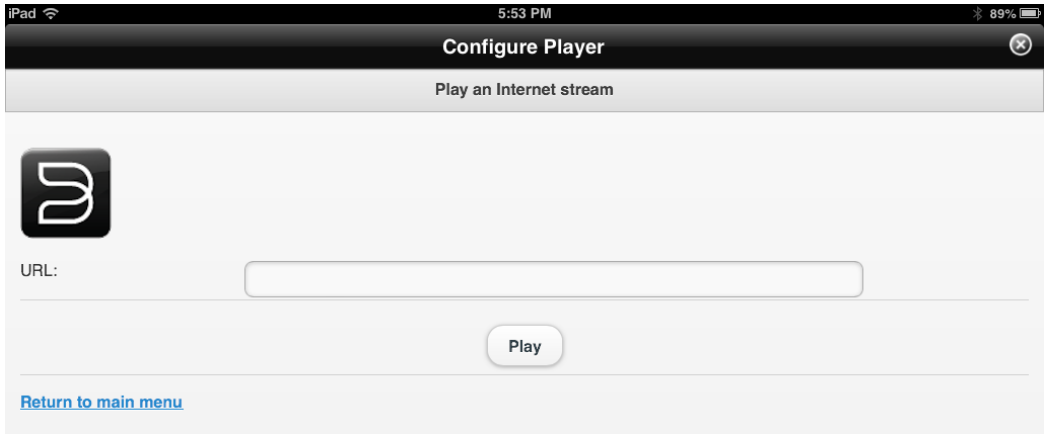 iPad 5:53 PM 89%
Configure Player
Play an Internet stream
URL:
Play
Return to main menu